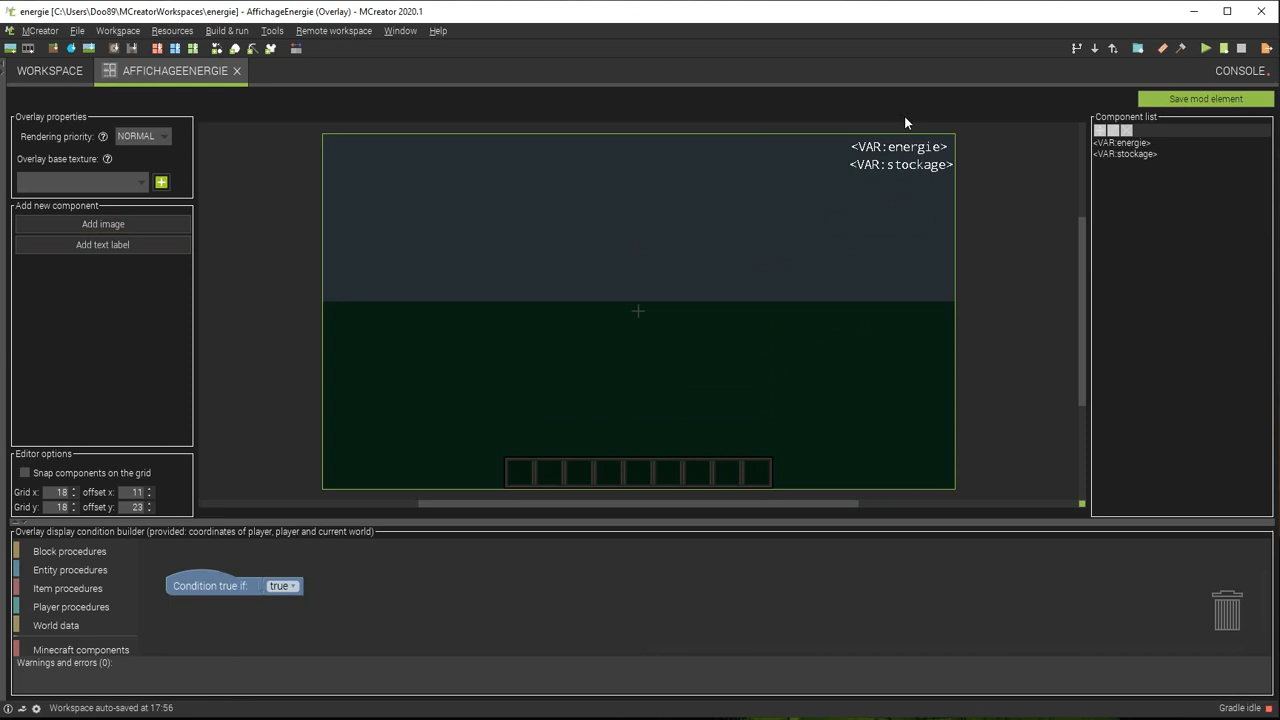 energie [C:\Users\Doo89\MCreatorWorkspaces\energie] - AffichageEnergie (Overlay) - MCreator 2020.1
MCreator File Workspace Resources Build & run Tools Remote workspace Window Help
WORKSPACE AFFICHAGEENERGIE CONSOLE
Save mod element
Overlay properties
Rendering priority: NORMAL
Overlay base texture:
Add new component
Add image
Add text label
<VAR:energie>
<VAR:stockage>
Component list
<VAR:energie>
<VAR:stockage>
Editor options
Snap components on the grid
Grid x: 18 offset x: 11
Grid y: 18 offset y: 23
Overlay display condition builder (provided: coordinates of player, player and current world)
Block procedures
Entity procedures
Item procedures
Player procedures
World data
Minecraft components
Condition true if: true
Warnings and errors (0):
Workspace auto-saved at 17:56
Gradle idle